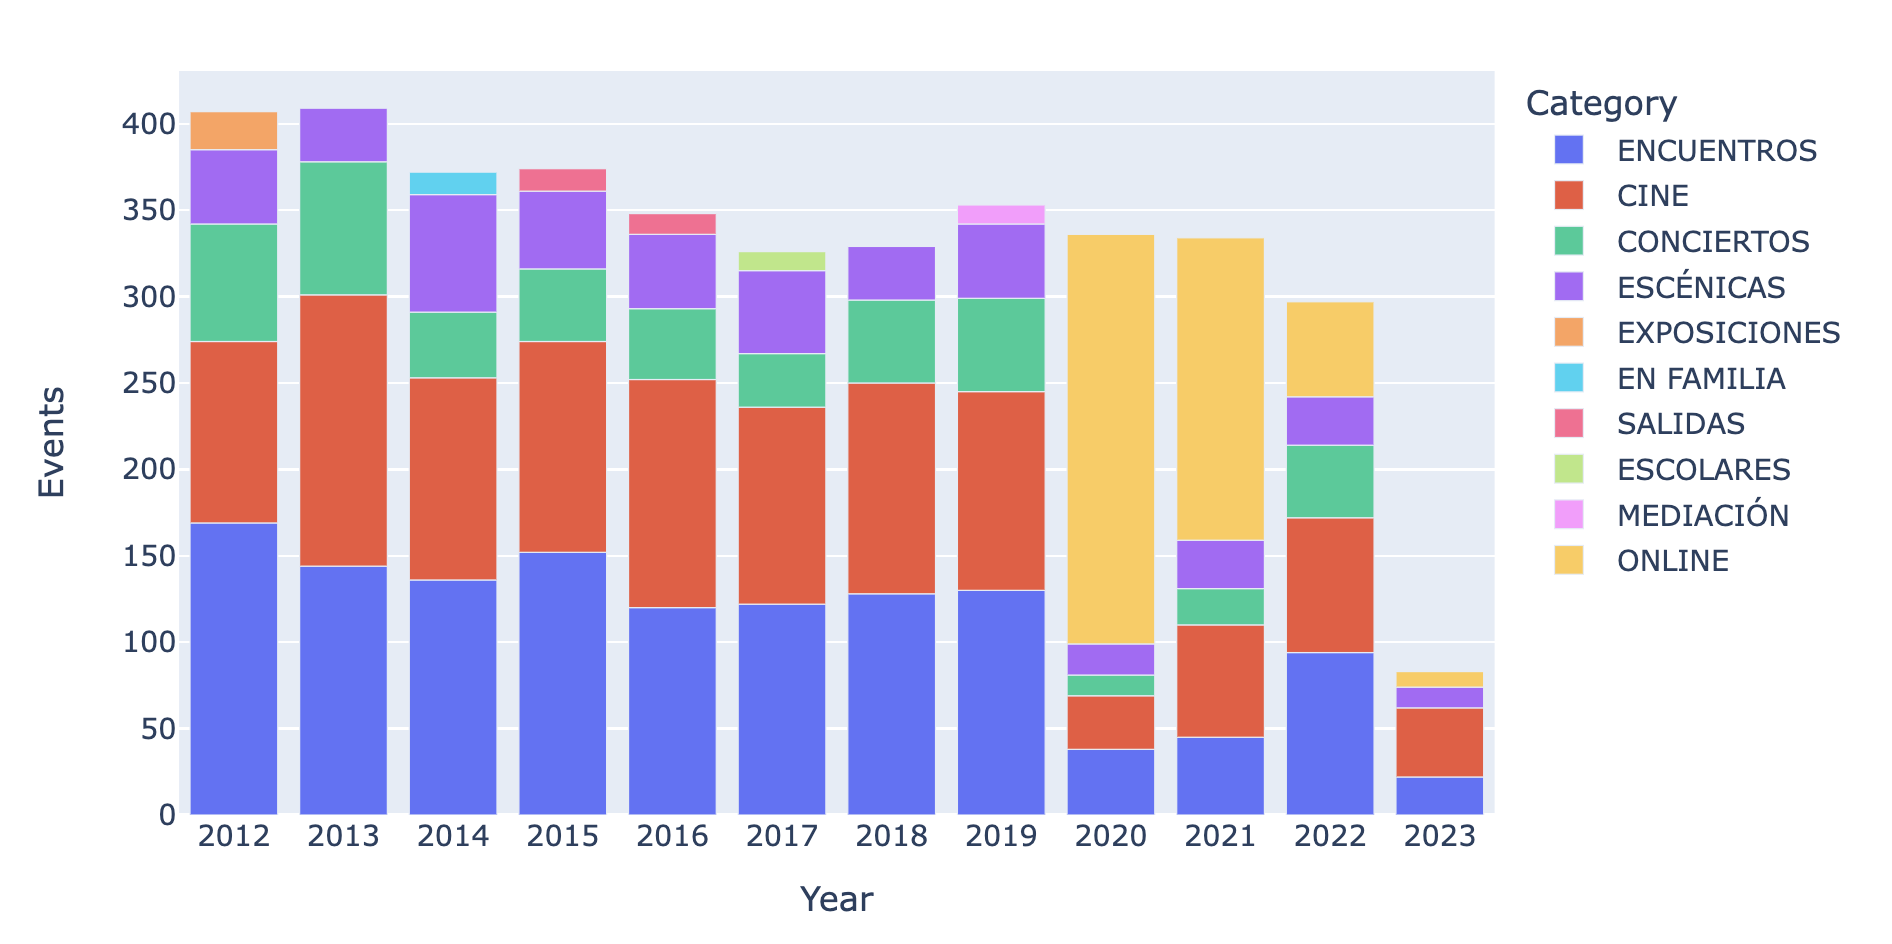 Category
ENCUENTROS
CINE
CONCIERTOS
ESCÉNICAS
EXPOSICIONES
EN FAMILIA
SALIDAS
ESCOLARES
MEDIACIÓN
ONLINE
Events
400
350
300
250
200
150
100
50
0
2012 2013 2014 2015 2016 2017 2018 2019 2020 2021 2022 2023
Year